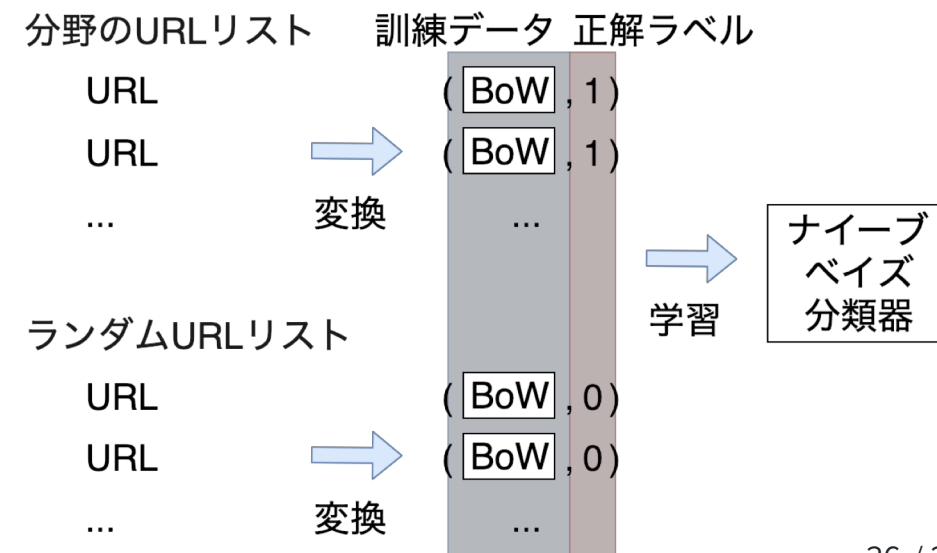 分野のURLリスト 訓練データ 正解ラベル
URL ( BoW , 1 )
URL ( BoW , 1 )
変換
... ...
学習
ナイーブ
ベイズ
分類器
ランダムURLリスト
URL ( BoW , 0 )
URL ( BoW , 0 )
変換
... ...